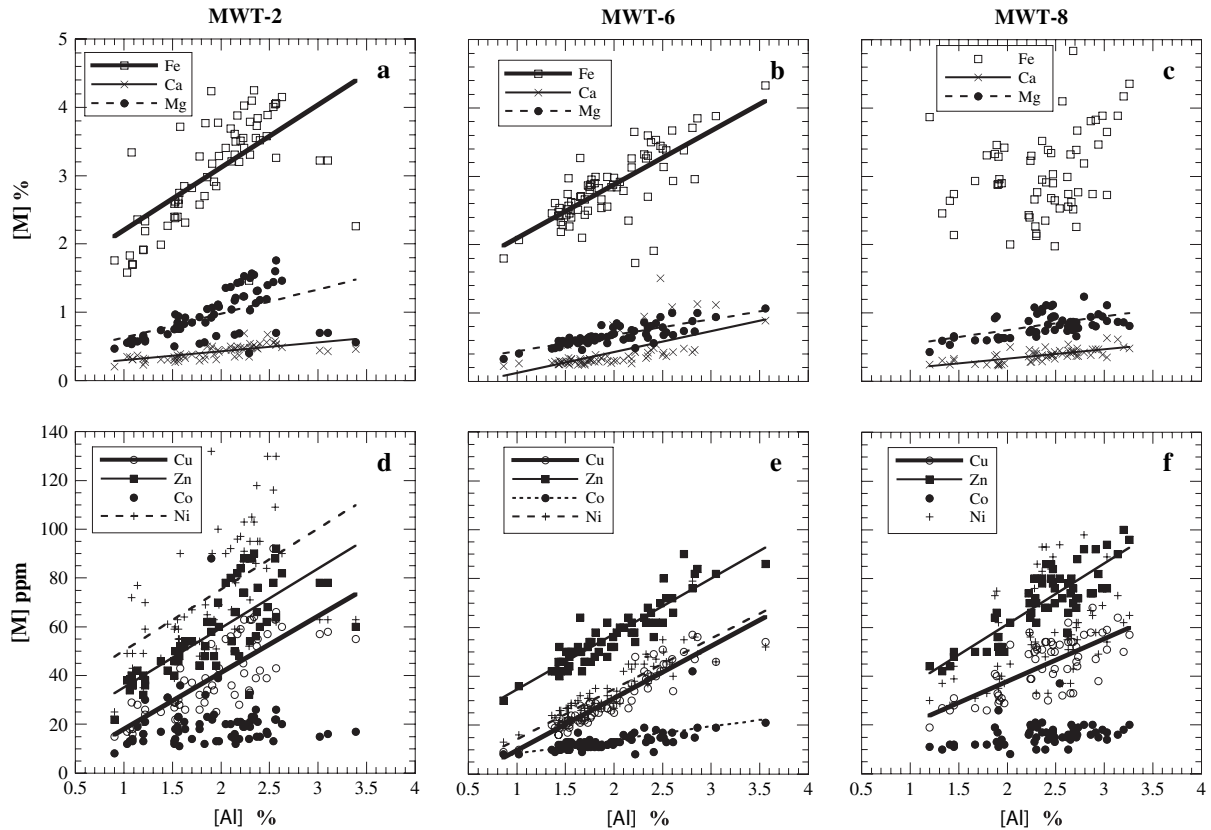 MWT-2 MWT-6 MWT-8
5
4
3
2
1
0
[M] %
Fe
Ca
Mg
a
Fe
Ca
Mg
b
Fe
Ca
Mg
c
140
120
100
80
60
40
20
0
[M] ppm
Cu
Zn
Co
Ni
d
Cu
Zn
Co
Ni
e
Cu
Zn
Co
Ni
f
0.5 1 1.5 2 2.5 3 3.5 4
0.5 1 1.5 2 2.5 3 3.5 4
0.5 1 1.5 2 2.5 3 3.5 4
[Al] % [Al] % [Al] %